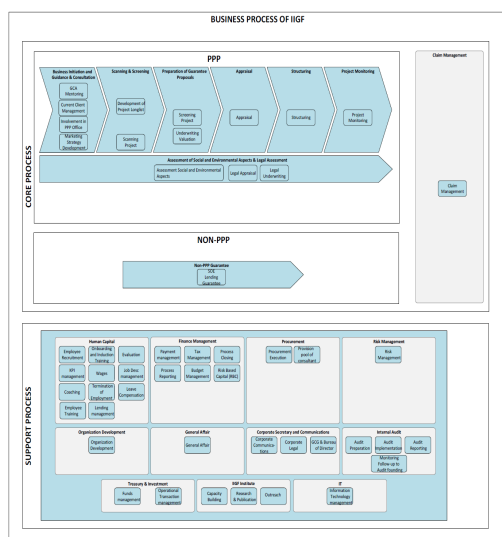 BUSINESS PROCESS OF IIGF
CORE PROCESS
PPP
Business Initiation and
Guidance & Consultation
GCA
Monitoring
Current Client
Management
Involvement in
PPP Office
Marketing
Strategy
Development
Scanning & Screening
Development of
Project Longlist
Scanning
Project
Preparation of Guarantee
Proposals
Screening
Project
Underwriting
Valuation
Appraisal
Appraisal
Structuring
Structuring
Project Monitoring
Project
Monitoring
Assessment of Social and Environmental Aspects & Legal Assessment
Assessment Social and Environmental
Aspects
Legal Appraisal
Legal
Underwriting
Claim Management
Claim
Management
NON-PPP
Non-PPP Guarantee
SOE
Lending
Guarantee
SUPPORT PROCESS
Human Capital
Employee
Recruitment
Onboarding
and Induction
Training
Evaluation
KPI
management
Wages
Job Desc
management
Coaching
Termination
of
Employment
Leave
Compensation
Employee
Training
Lending
management
Finance Management
Payment
management
Tax
Management
Process
Closing
Process
Reporting
Budget
Management
Risk Based
Capital (RBC)
Procurement
Procurement
Execution
Provision
pool of
consultant
Risk Management
Risk
Management
Organization Development
Organization
Development
General Affair
General Affair
Corporate Secretary and Communications
Corporate
Communica-
tions
Corporate
Legal
GCG & Bureau
of Director
Internal Audit
Audit
Preparation
Audit
Implementation
Audit
Reporting
Monitoring
Follow up to
Audit founding
Treasury & Investment
Funds
management
Operational
Transaction
management
IIGF Institute
Capacity
Building
Research
& Publication
Outreach
IT
Information
Technology
management